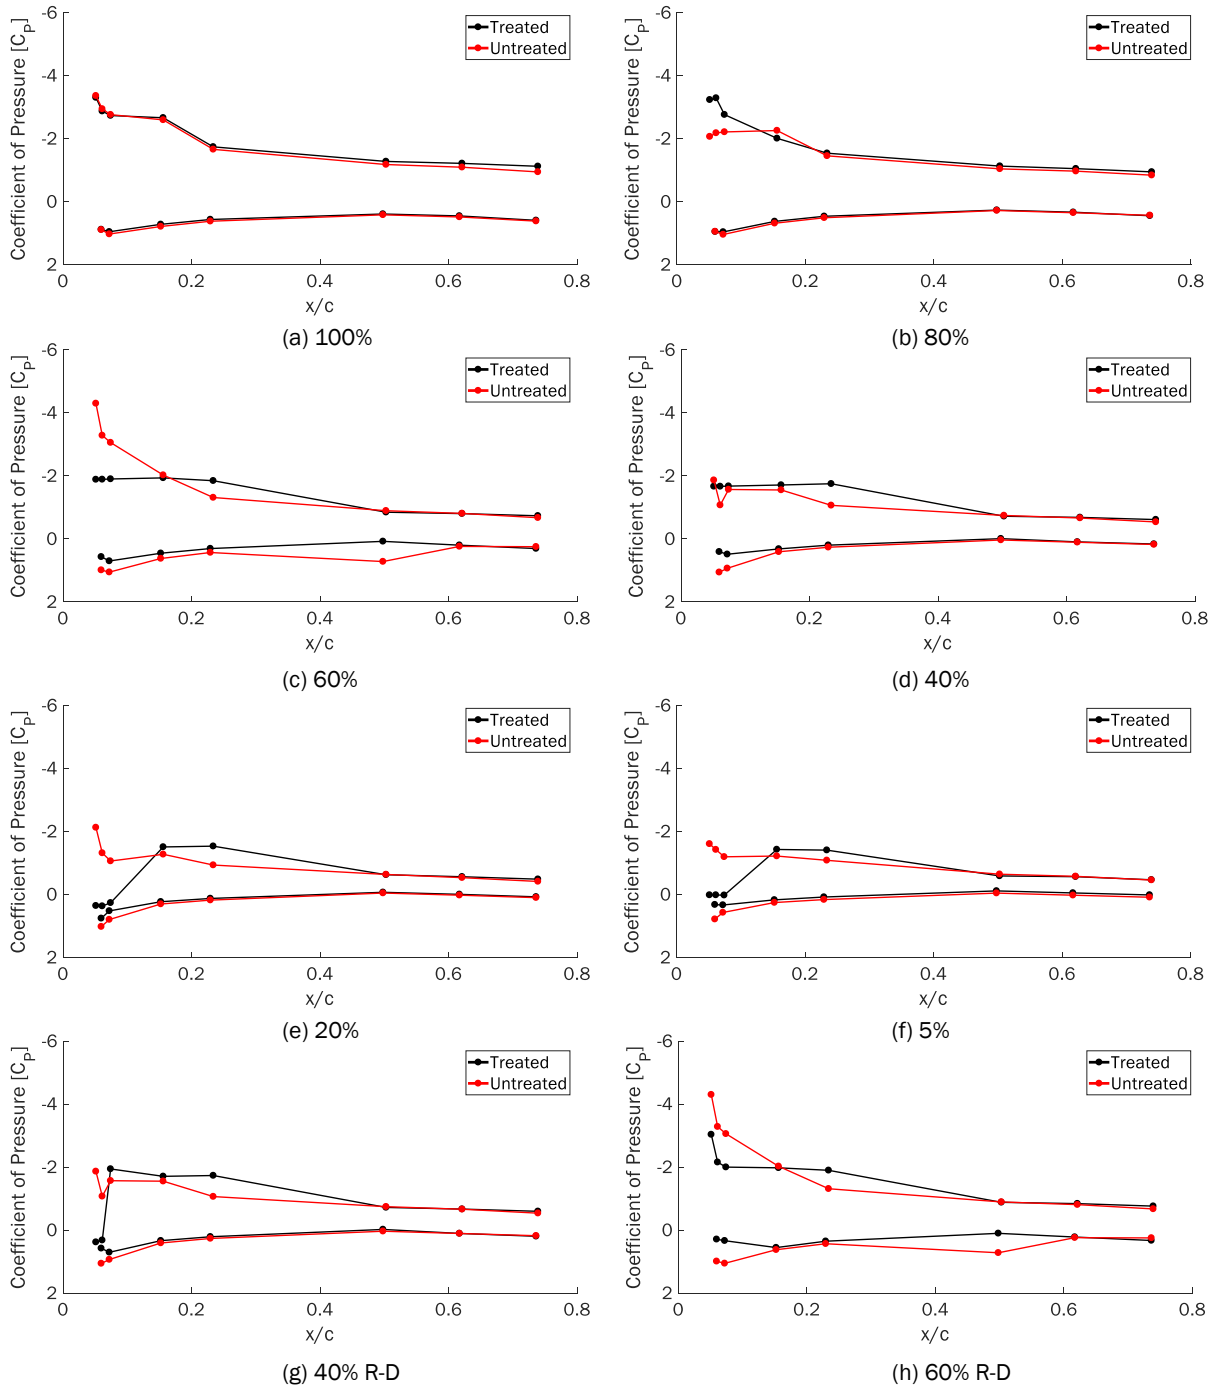 Coefficient of Pressure [C_P]
-6
-4
-2
0
2
0 0.2 0.4 0.6 0.8
x/c
Treated
Untreated
(a) 100%
Coefficient of Pressure [C_P]
-6
-4
-2
0
2
0 0.2 0.4 0.6 0.8
x/c
Treated
Untreated
(b) 80%
Coefficient of Pressure [C_P]
-6
-4
-2
0
2
0 0.2 0.4 0.6 0.8
x/c
Treated
Untreated
(c) 60%
Coefficient of Pressure [C_P]
-6
-4
-2
0
2
0 0.2 0.4 0.6 0.8
x/c
Treated
Untreated
(d) 40%
Coefficient of Pressure [C_P]
-6
-4
-2
0
2
0 0.2 0.4 0.6 0.8
x/c
Treated
Untreated
(e) 20%
Coefficient of Pressure [C_P]
-6
-4
-2
0
2
0 0.2 0.4 0.6 0.8
x/c
Treated
Untreated
(f) 5%
Coefficient of Pressure [C_P]
-6
-4
-2
0
2
0 0.2 0.4 0.6 0.8
x/c
Treated
Untreated
(g) 40% R-D
Coefficient of Pressure [C_P]
-6
-4
-2
0
2
0 0.2 0.4 0.6 0.8
x/c
Treated
Untreated
(h) 60% R-D